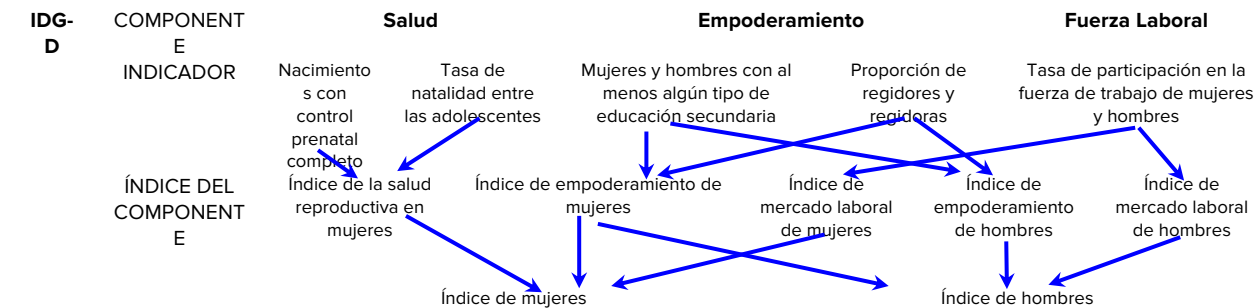 IDG-
D
COMPONENT
E
Salud
Empoderamiento
Fuerza Laboral
INDICADOR
Nacimiento
s con
control
prenatal
completo
Tasa de
natalidad entre
las adolescentes
Mujeres y hombres con al
menos algún tipo de
educación secundaria
Proporción de
regidores y
regidoras
Tasa de participación en la
fuerza de trabajo de mujeres
y hombres
ÍNDICE DEL
COMPONENT
E
Índice de la salud
reproductiva en
mujeres
Índice de empoderamiento de
mujeres
Índice de
mercado laboral
de mujeres
Índice de
empoderamiento
de hombres
Índice de
mercado laboral
de hombres
Índice de mujeres
Índice de hombres